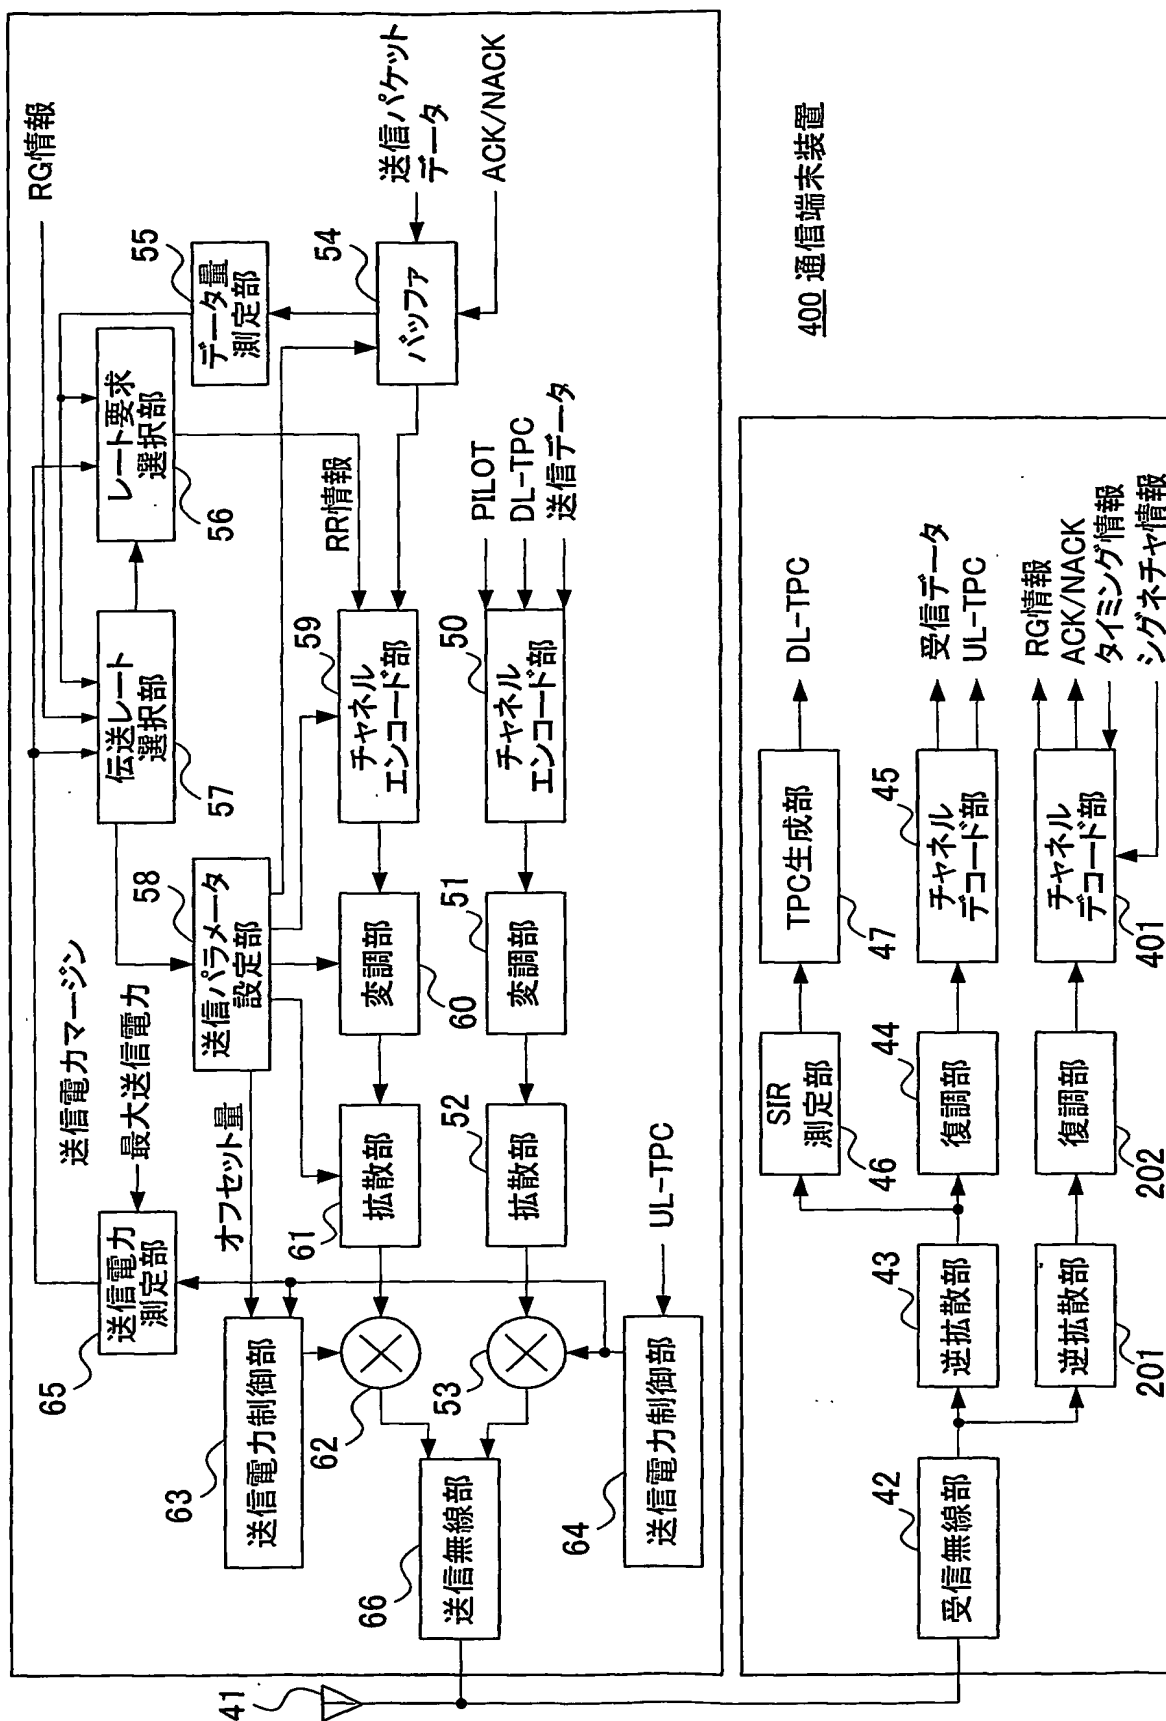 400 通信端末装置
RG情報
送信電力マージン
最大送信電力
65
送信電力
測定部
57
伝送レート
選択部
56
レート要求
選択部
55
データ量
測定部
58
送信パラメータ
設定部
オフセット量
RR情報
54
バッファ
送信パケット
データ
ACK/NACK
63
送信電力制御部
62
61
拡散部
60
変調部
59
チャネル
エンコード部
41
66
送信無線部
53
52
拡散部
51
変調部
50
チャネル
エンコード部
PILOT
DL-TPC
送信データ
64
送信電力制御部
UL-TPC
46
SIR
測定部
47
TPC生成部
DL-TPC
42
受信無線部
43
逆拡散部
44
復調部
45
チャネル
デコード部
受信データ
UL-TPC
201
逆拡散部
202
復調部
401
チャネル
デコード部
RG情報
ACK/NACK
タイミング情報
シグネチャ情報